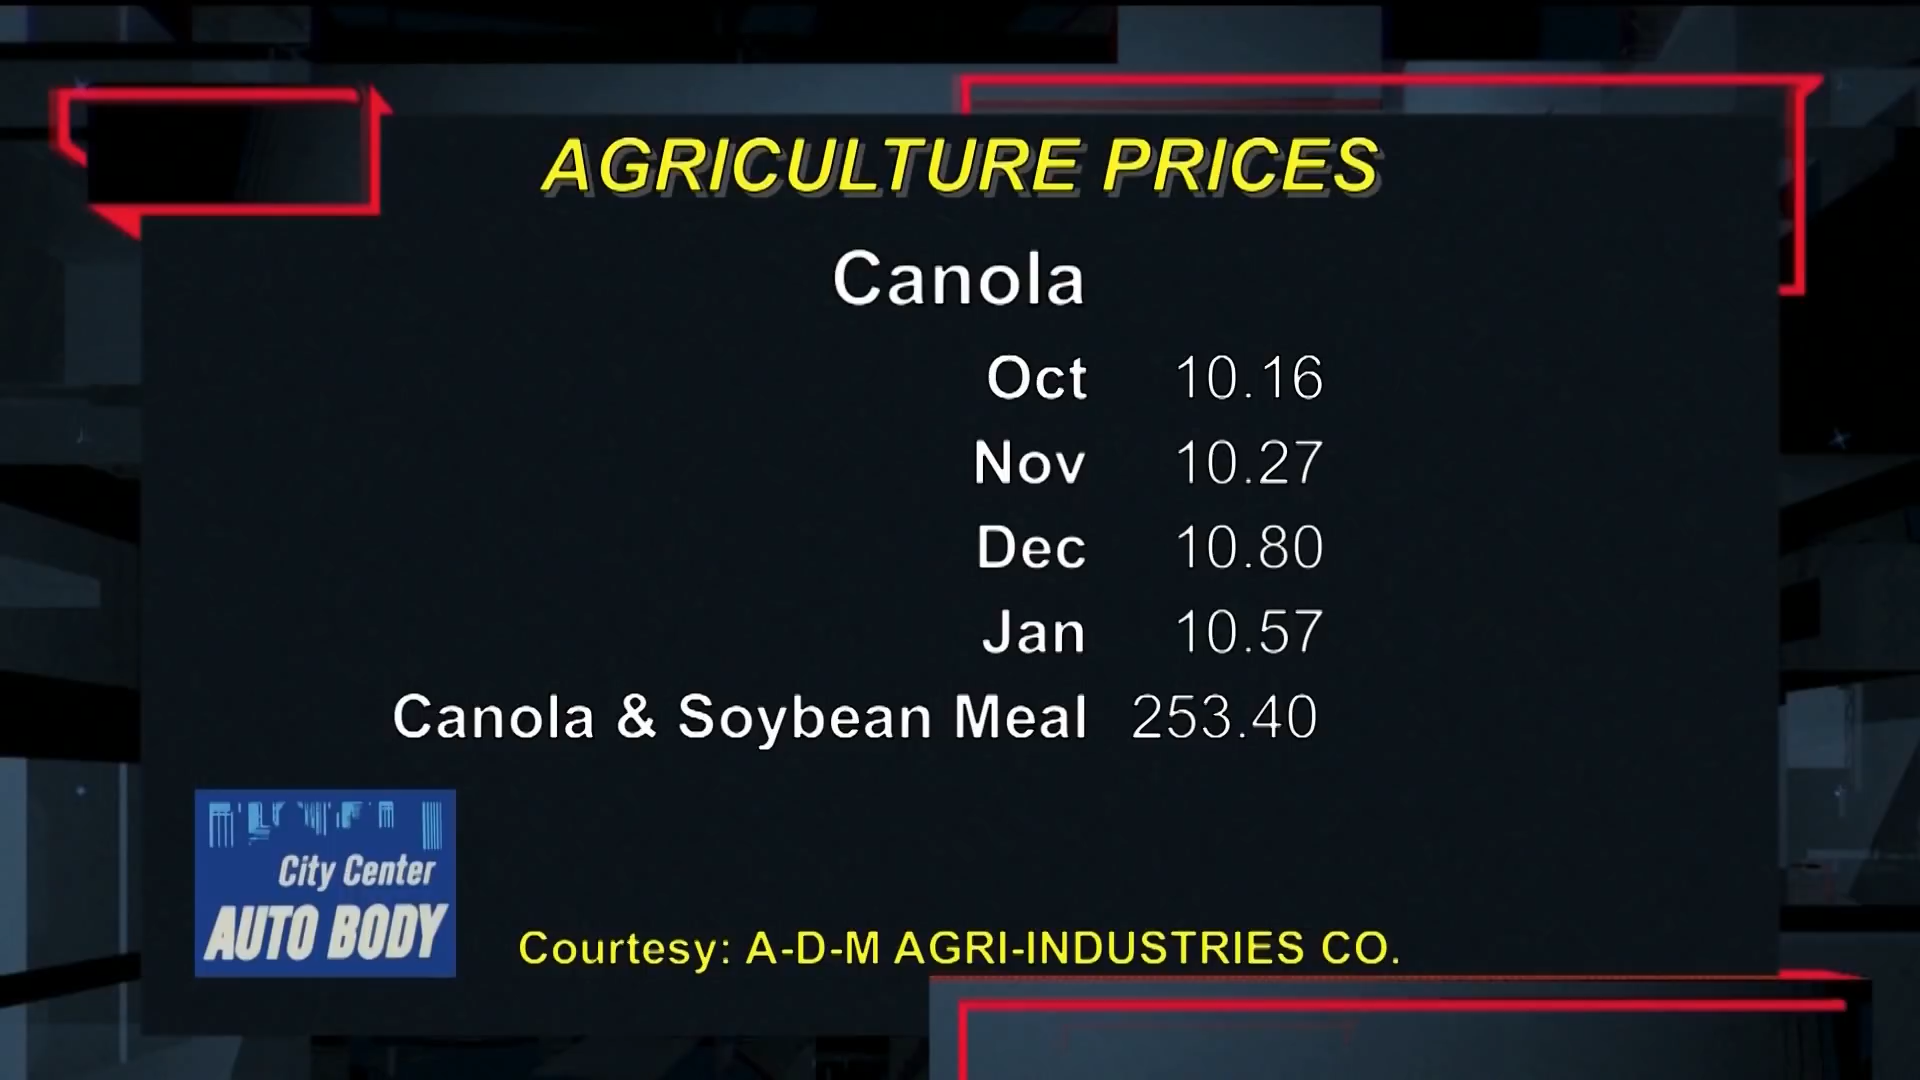 AGRICULTURE PRICES
Canola
Oct 10.16
Nov 10.27
Dec 10.80
Jan 10.57
Canola & Soybean Meal 253.40
City Center
AUTO BODY
Courtesy: A-D-M AGRI-INDUSTRIES CO.